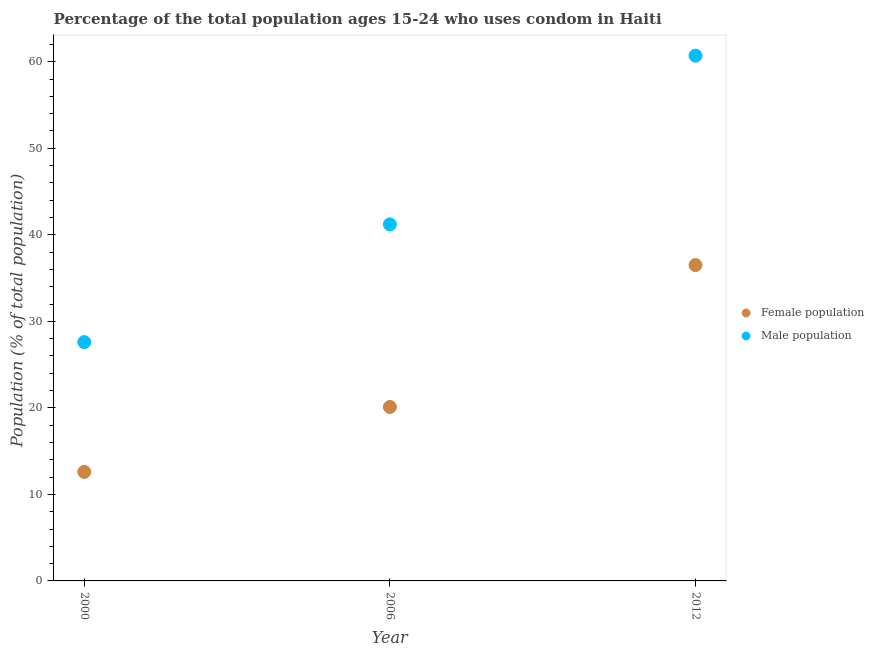 Percentage of the total population ages 15-24 who uses condom in Haiti
60
50
40
30
20
10
0
Population (% of total population)
2000
2006
2012
Year
Female population
Male population